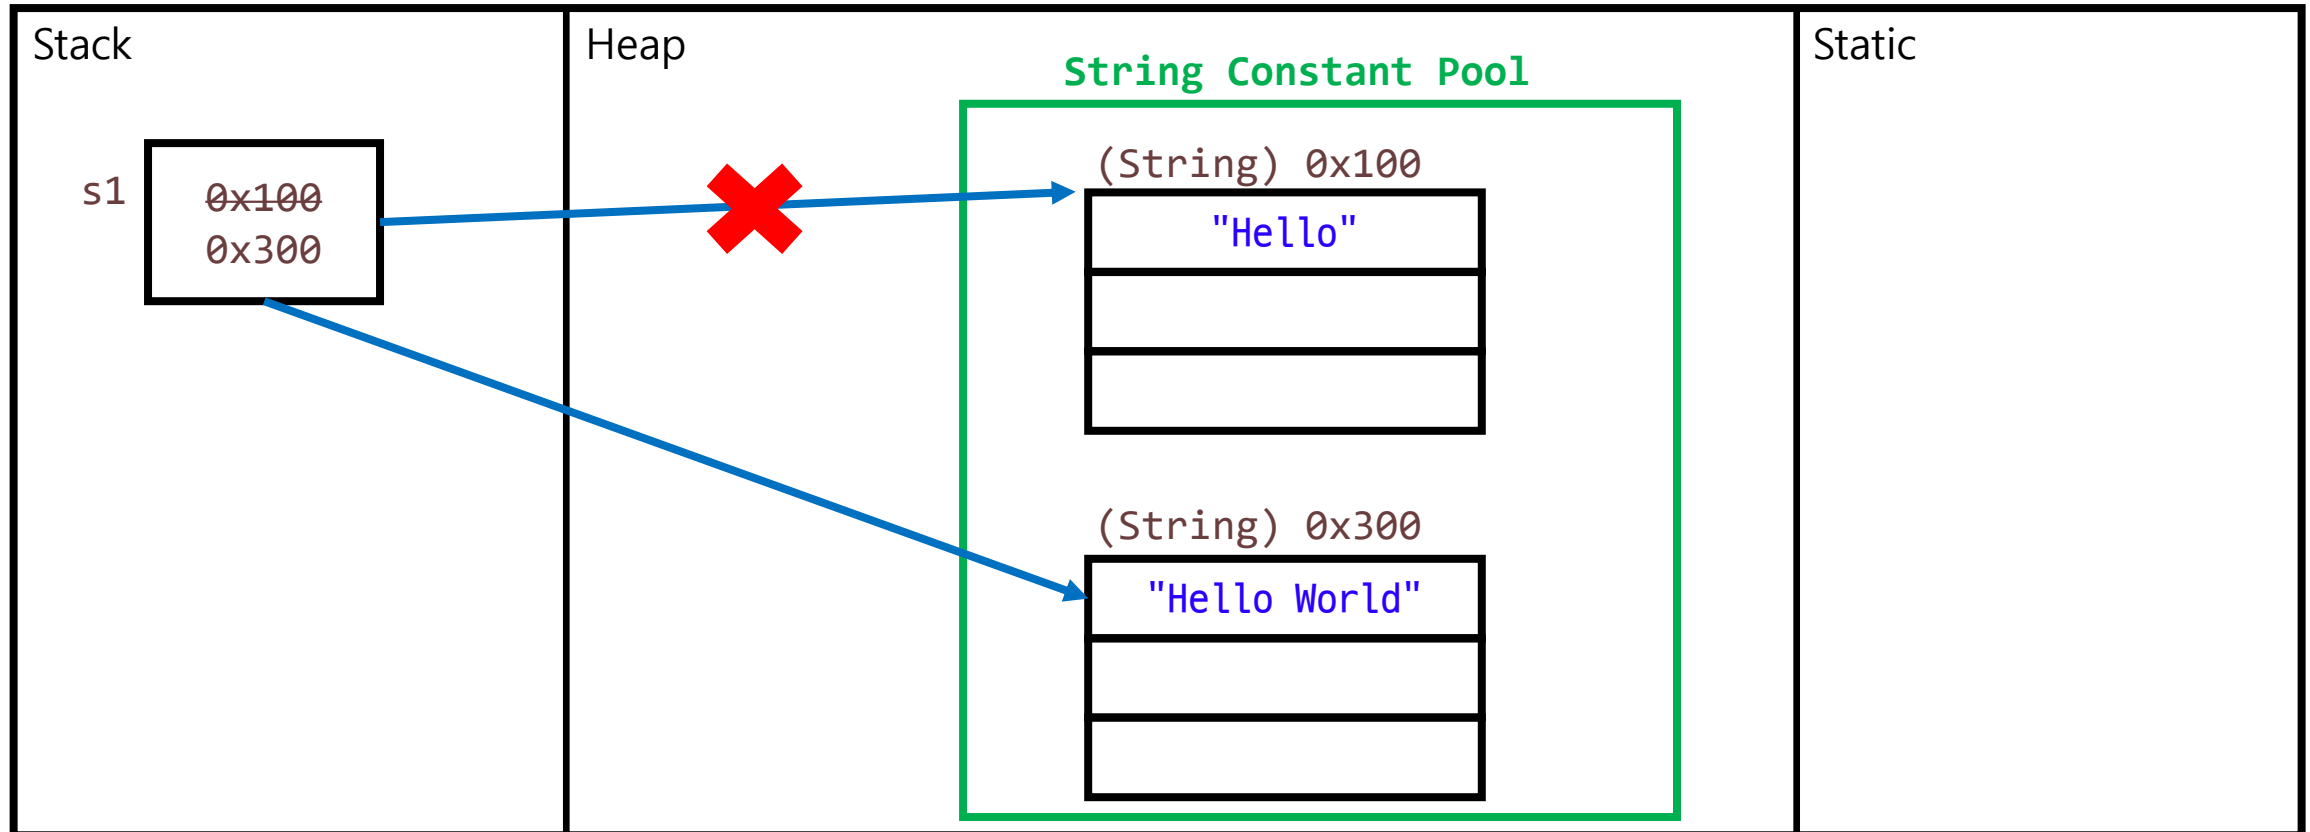 Stack
Heap
Static
String Constant Pool
(String) 0x100
s1
0x100
0x300
"Hello"
(String) 0x300
"Hello World"